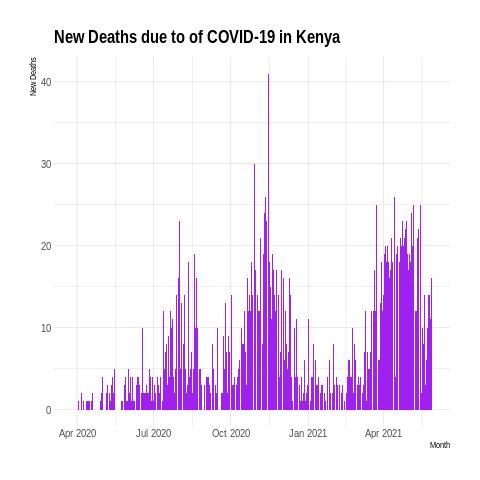 New Deaths due to of COVID-19 in Kenya
New Deaths
40
30
20
10
0
Apr 2020
Jul 2020
Oct 2020
Jan 2021
Apr 2021
Month